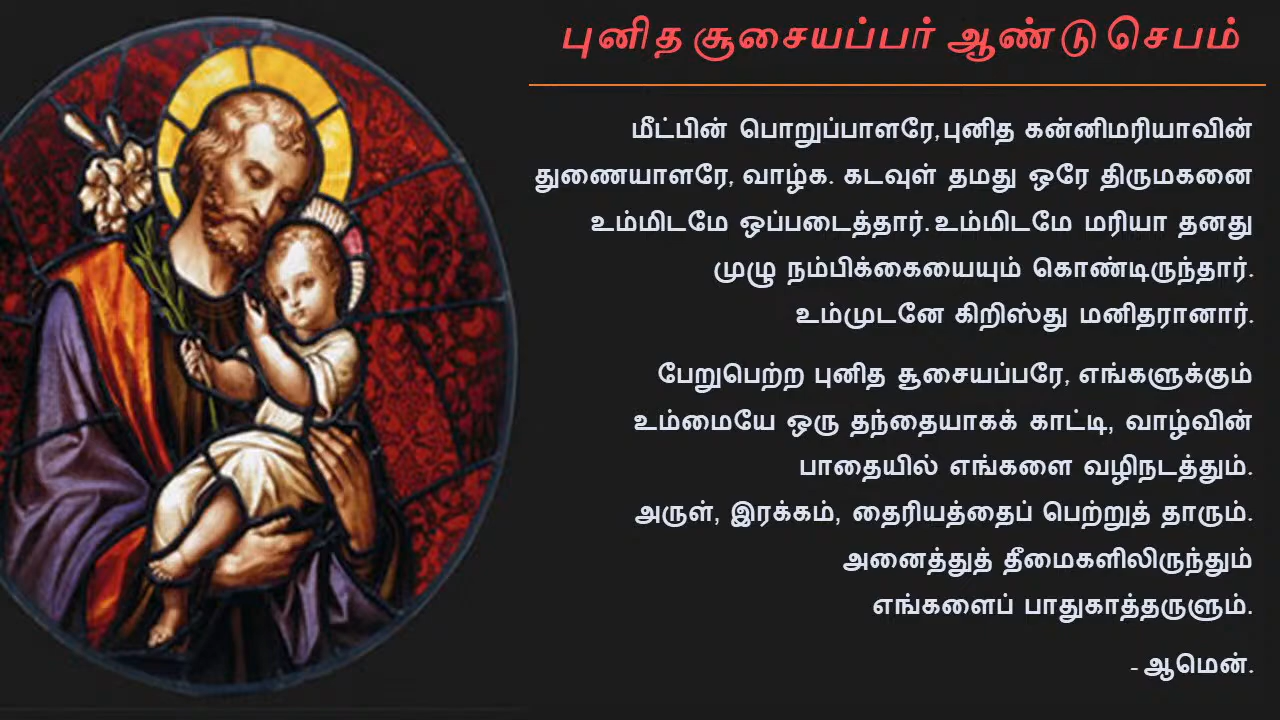 புனித சூசையப்பர் ஆண்டு செபம்
மீட்பின் பொறுப்பாளரே,புனித கன்னிமரியாவின்
துணையாளரே, வாழ்க. கடவுள் தமது ஒரே திருமகனை
உம்மிடமே ஒப்படைத்தார்.உம்மிடமே மரியா தனது
முழு நம்பிக்கையையும் கொண்டிருந்தார்.
உம்முடனே கிறிஸ்து மனிதரானார்.
பேறுபெற்ற புனித சூசையப்பரே, எங்களுக்கும்
உம்மையே ஒரு தந்தையாகக் காட்டி, வாழ்வின்
பாதையில் எங்களை வழிநடத்தும்.
அருள், இரக்கம், தைரியத்தைப் பெற்றுத் தாரும்.
அனைத்துத் தீமைகளிலிருந்தும்
எங்களைப் பாதுகாத்தருளும்.
-ஆமென்.